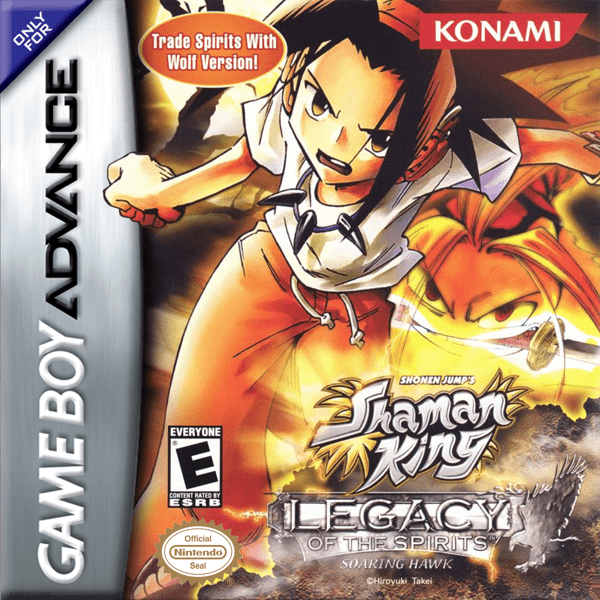 ONLY
FOR
GAME BOY ADVANCE
Trade Spirits With
Wolf Version!
KONAMI
SHONEN JUMP'S
Shaman
King
LEGACY
OF THE SPIRITS™
SOARING HAWK
©Hiroyuki Takei
EVERYONE
E
CONTENT RATED BY
ESRB
Official
Nintendo
Seal